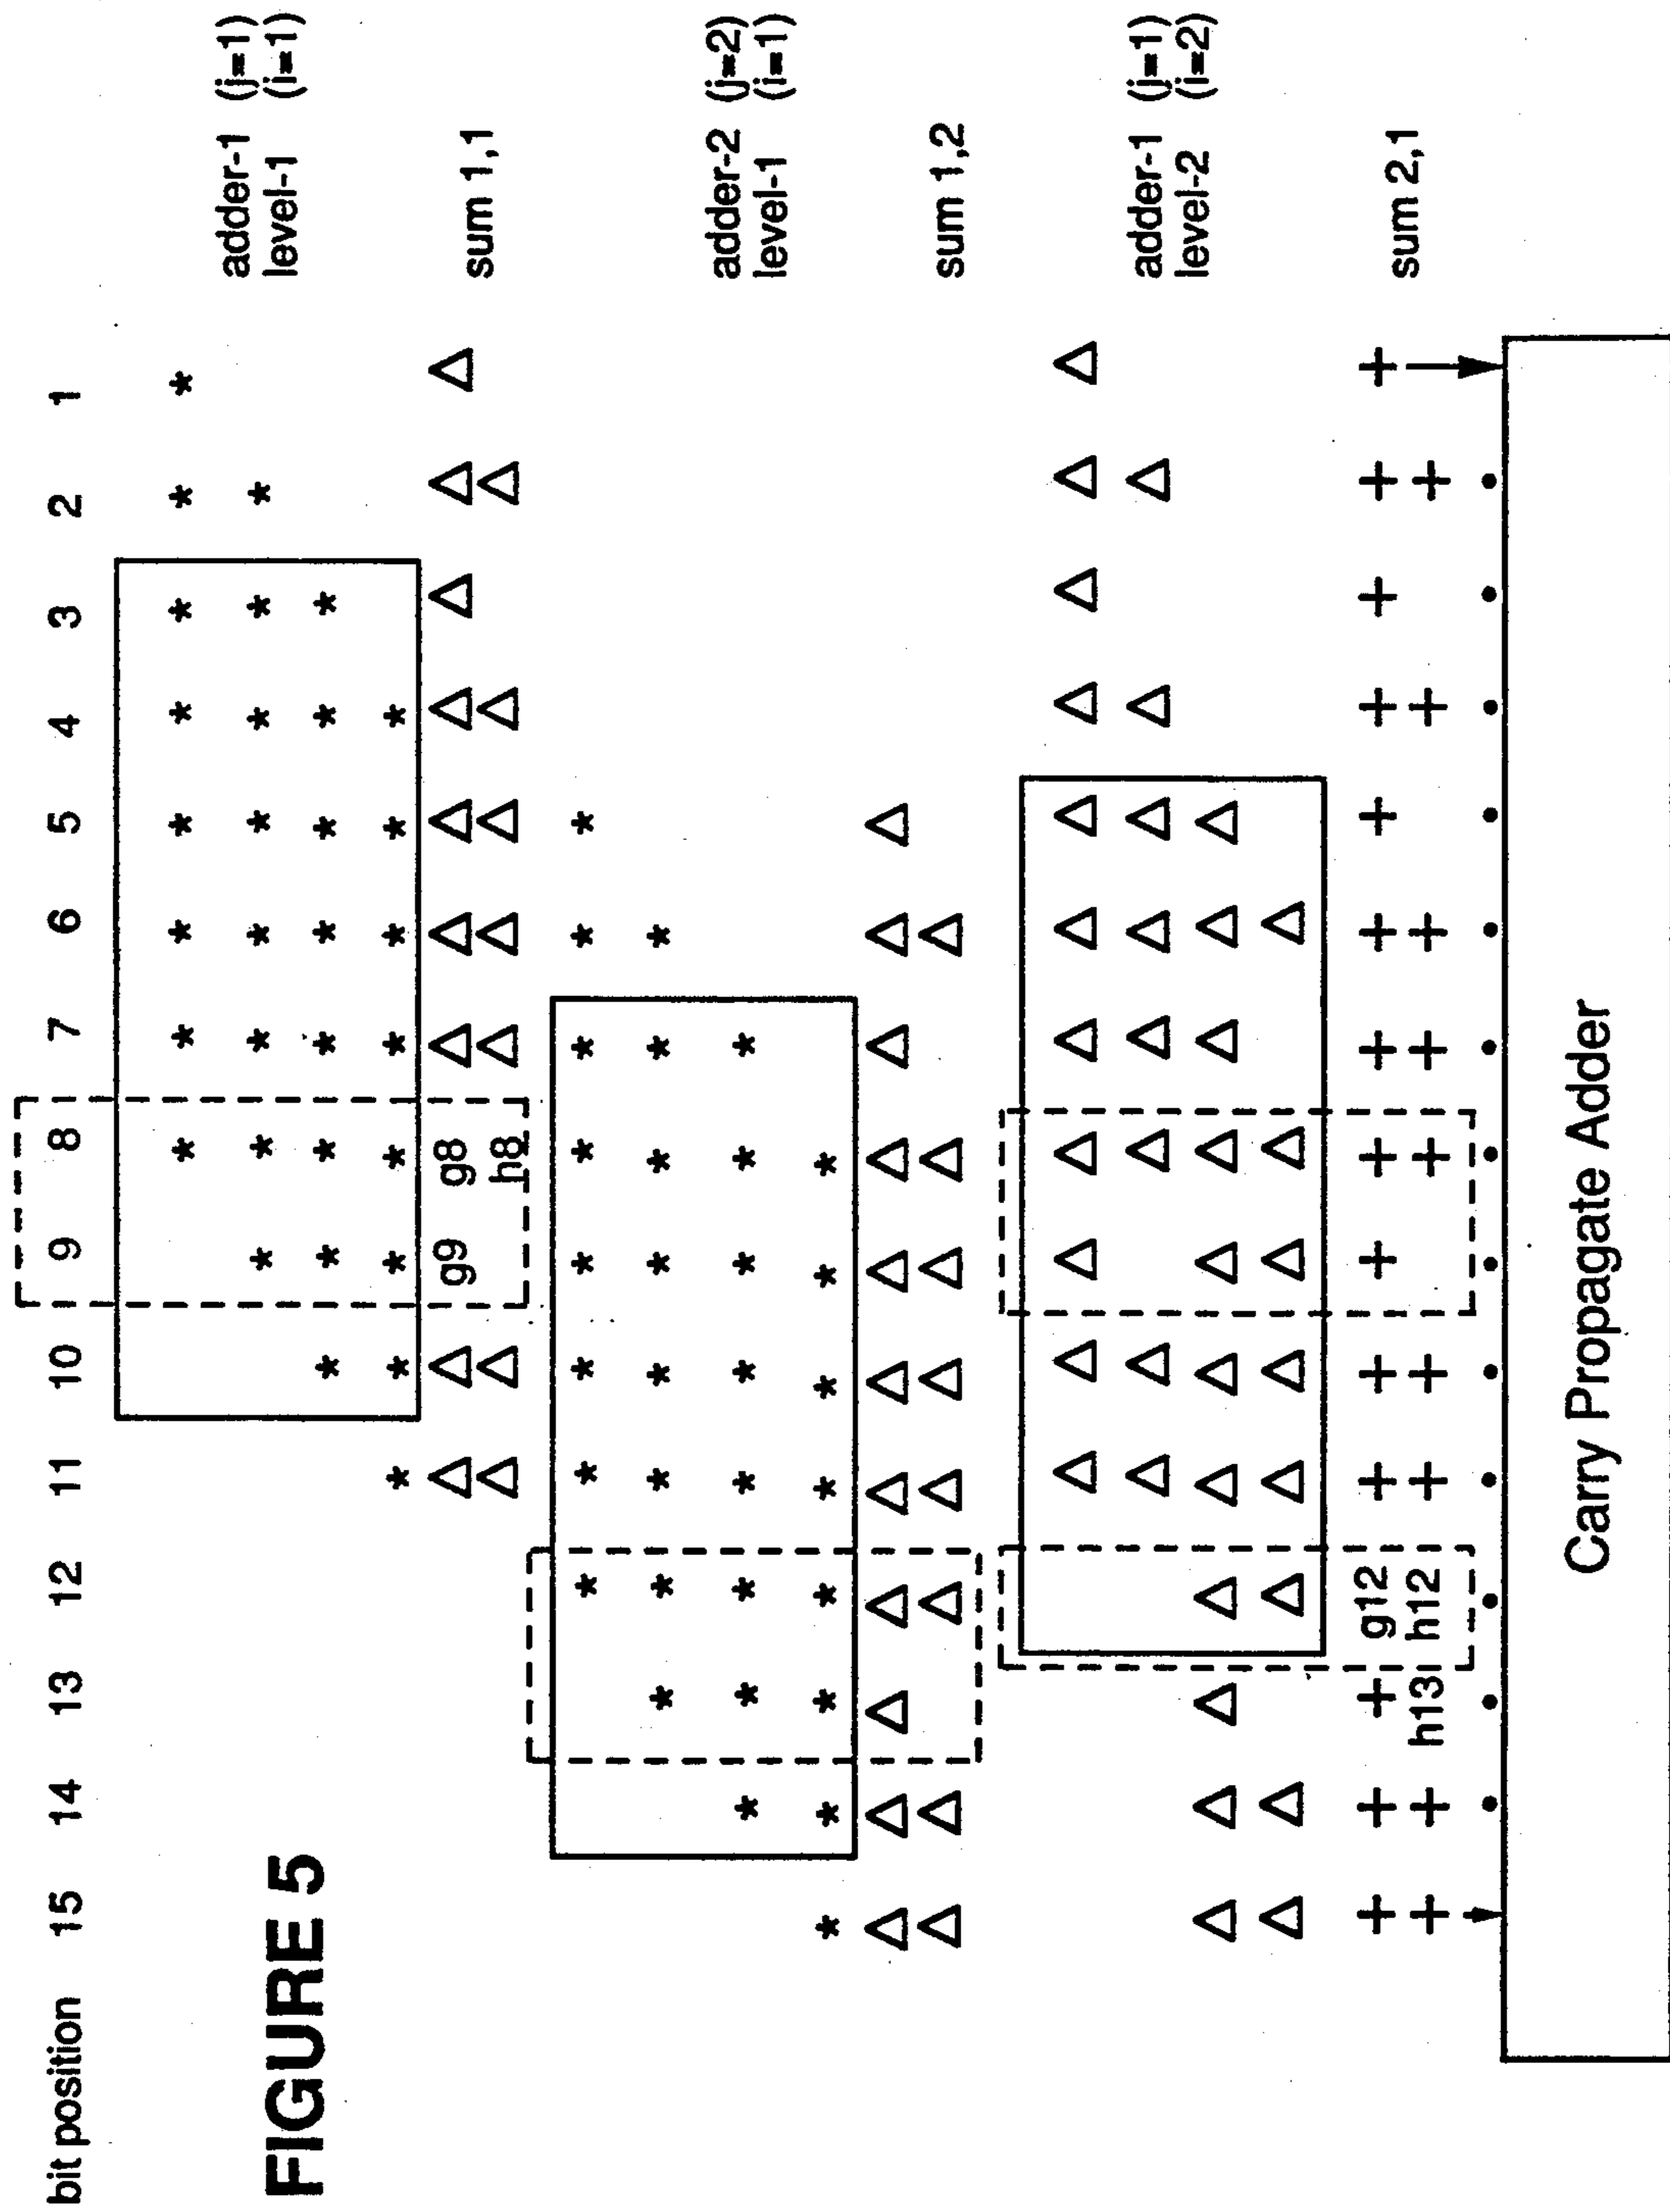 bit position 15 14 13 12 11 10 9 8 7 6 5 4 3 2 1
adder-1 (j=1)
level-1 (i=1)
g9 g8
h8
sum 1,1
FIGURE 5
adder-2 (j=2)
level-1 (i=1)
sum 1,2
adder-1 (j=1)
level-2 (i=2)
g12
h13 h12
sum 2,1
Carry Propagate Adder